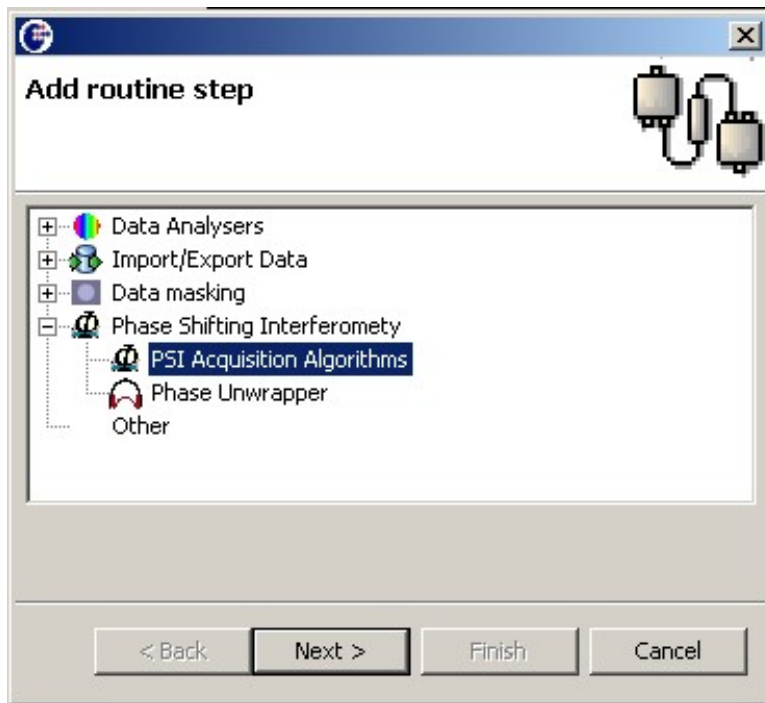 Add routine step
Data Analysers
Import/Export Data
Data masking
Phase Shifting Interferomety
PSI Acquisition Algorithms
Phase Unwrapper
Other
< Back Next > Finish Cancel